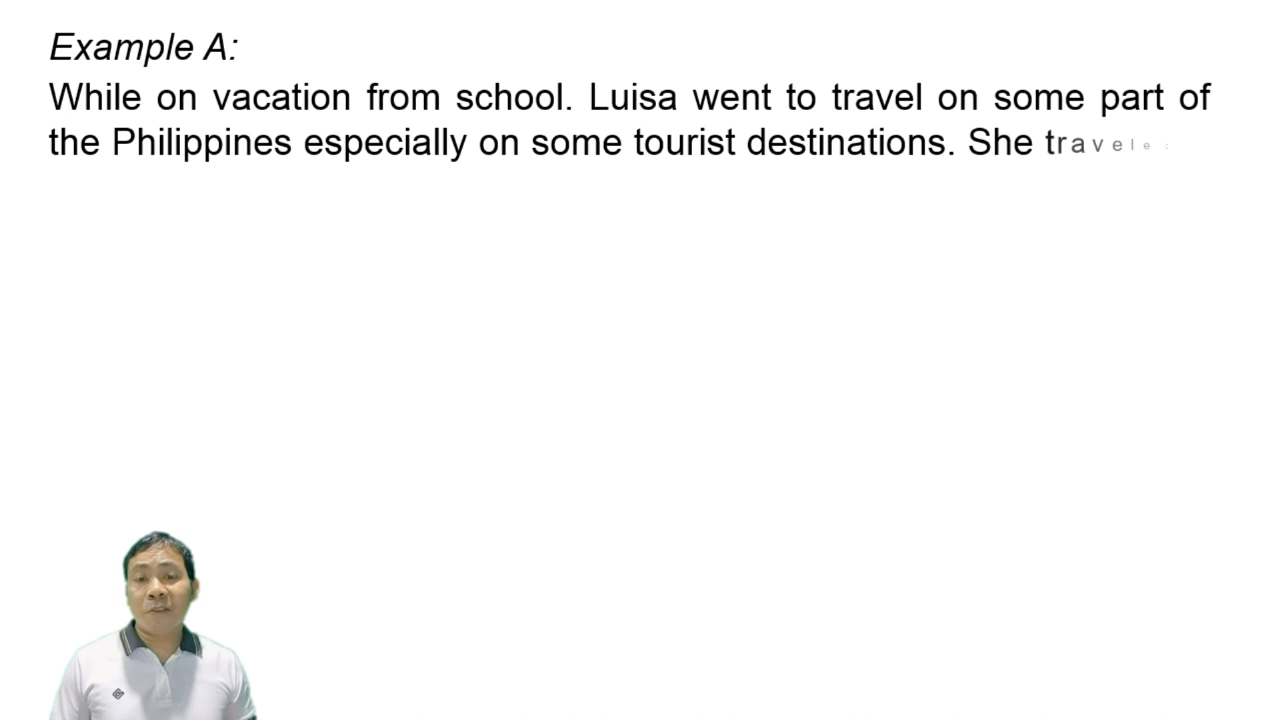 Example A:
While on vacation from school. Luisa went to travel on some part of
the Philippines especially on some tourist destinations. She travele